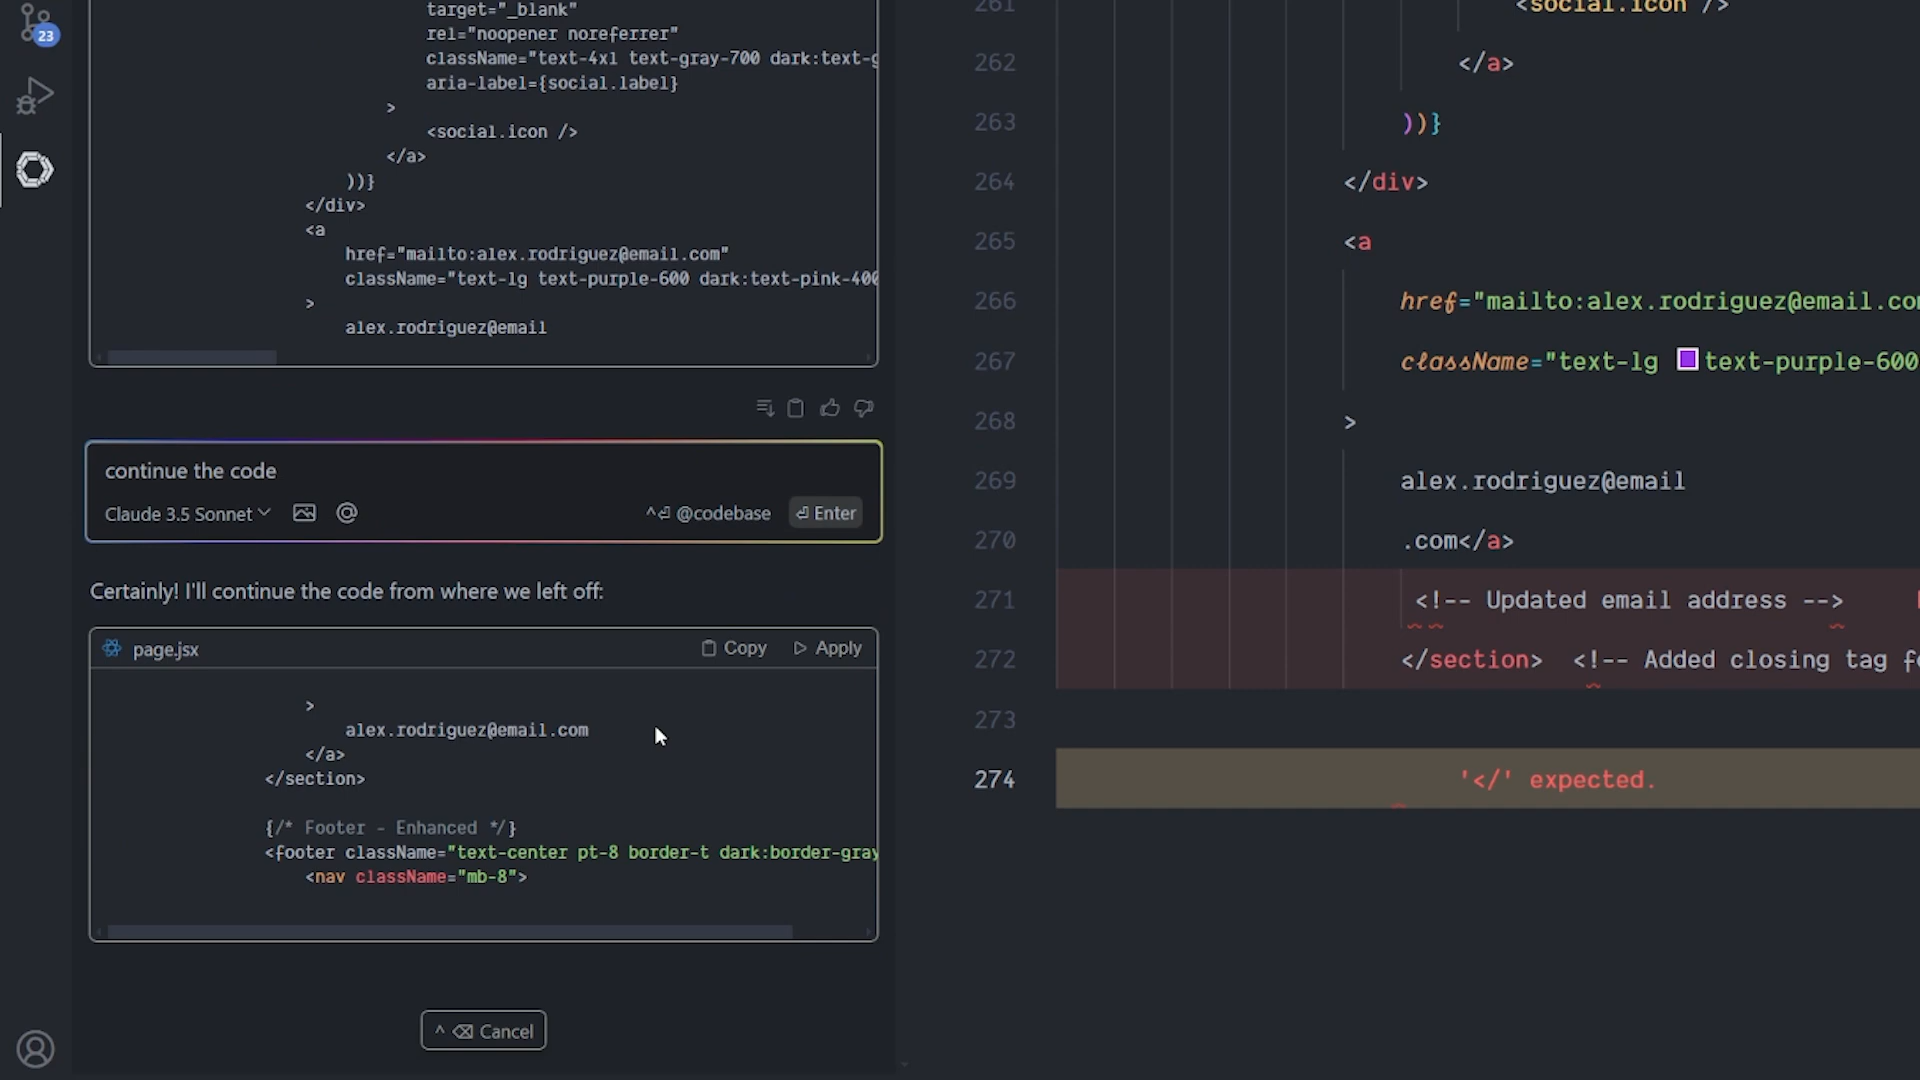 23
target="_blank"
rel="noopener noreferrer"
className="text-4xl text-gray-700 dark:text-g
aria-label={social.label}
>
<social.icon />
</a>
))}
</div>
<a
href="mailto:alex.rodriguez@email.com"
className="text-lg text-purple-600 dark:text-pink-400
>
alex.rodriguez@email
continue the code
Claude 3.5 Sonnet
^⏎ @codebase
⏎ Enter
Certainly! I'll continue the code from where we left off:
page.jsx
Copy
Apply
>
alex.rodriguez@email.com
</a>
</section>
{/* Footer - Enhanced */}
<footer className="text-center pt-8 border-t dark:border-gray
<nav className="mb-8">
^ ⌫ Cancel
261 <social.icon />
262 </a>
263 ))}
264 </div>
265 <a
266 href="mailto:alex.rodriguez@email.co
267 className="text-lg text-purple-600
268 >
269 alex.rodriguez@email
270 .com</a>
271 <!-- Updated email address -->
272 </section> <!-- Added closing tag fo
273
274 '</' expected.